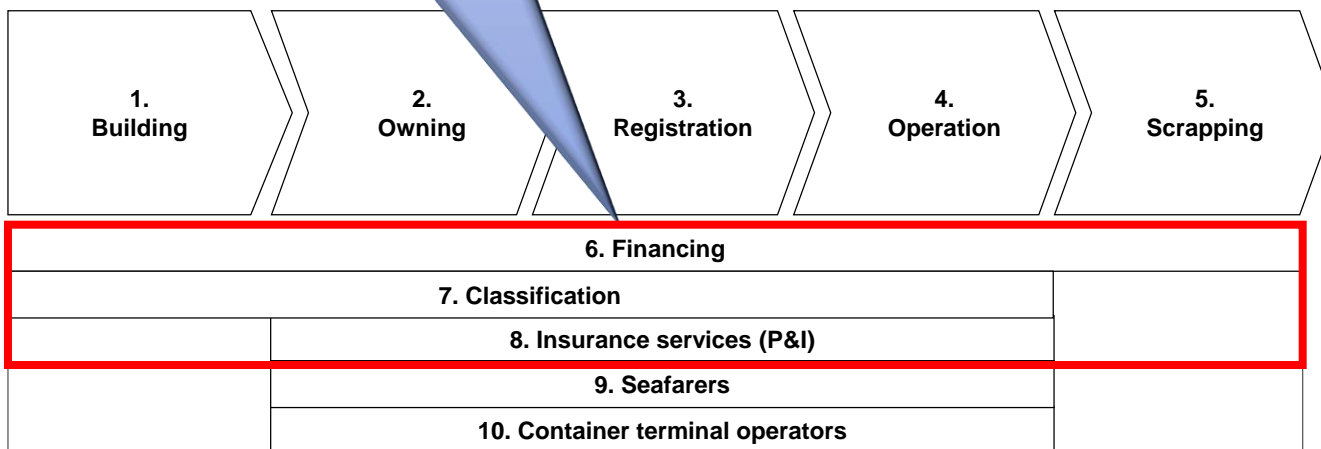 1.
Building
2.
Owning
3.
Registration
4.
Operation
5.
Scrapping
6. Financing
7. Classification
8. Insurance services (P&I)
9. Seafarers
10. Container terminal operators